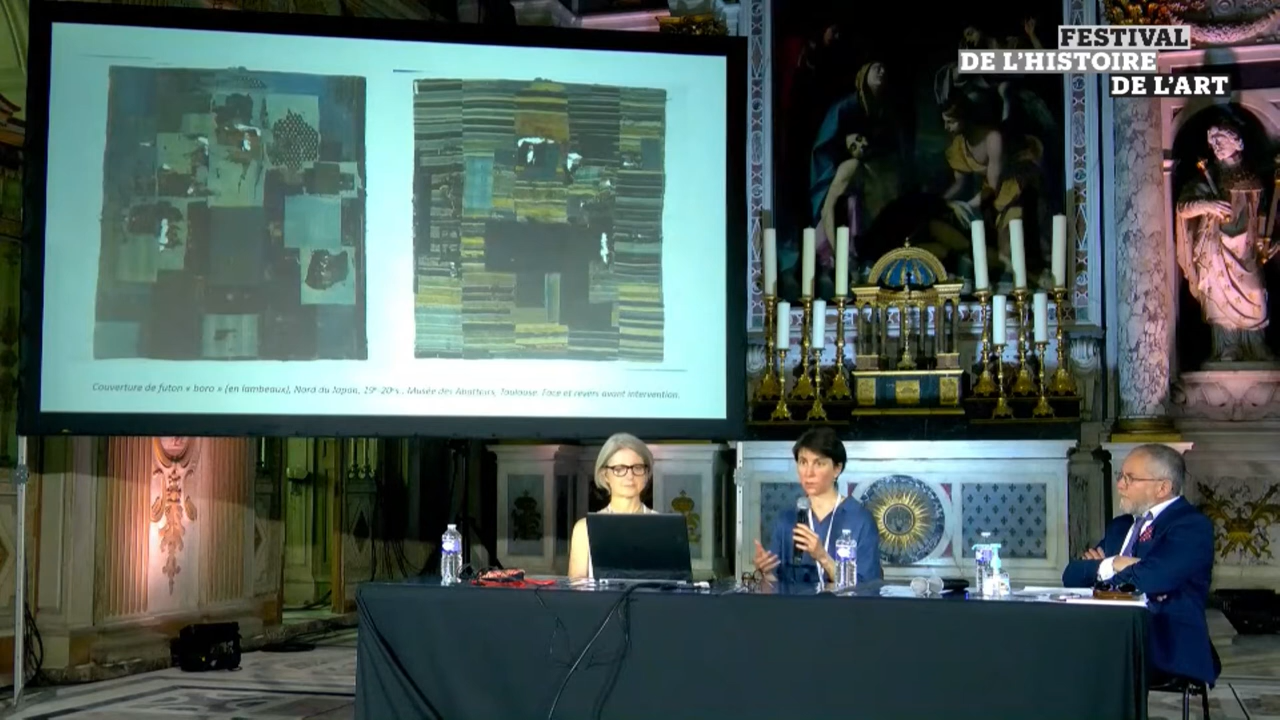 FESTIVAL
DE L'HISTOIRE
DE L'ART
Couverture de futon « boro » (en lambeaux), Nord du Japon, 19e-20e s., Musée des Abattoirs, Toulouse. Face et revers avant intervention.